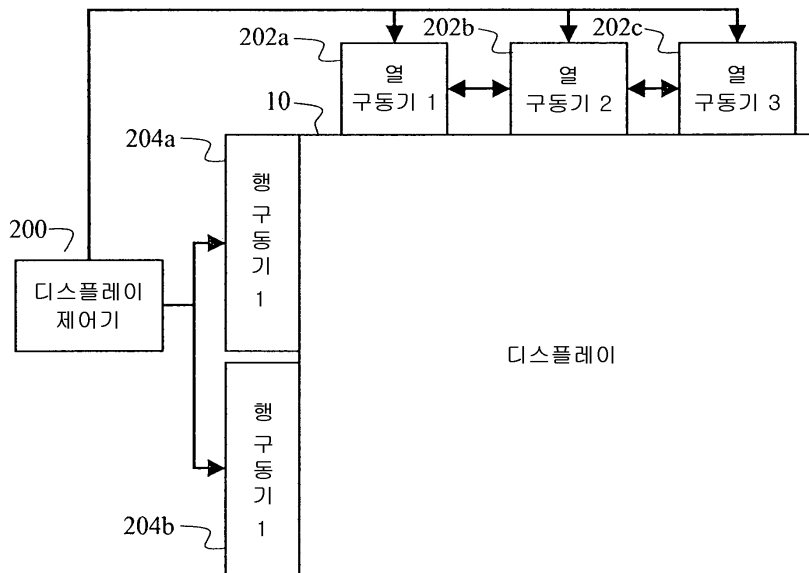 202a
202b
202c
열
구동기 1
열
구동기 2
열
구동기 3
10
204a
행
구
동
기
1
200
디스플레이
제어기
디스플레이
행
구
동
기
1
204b